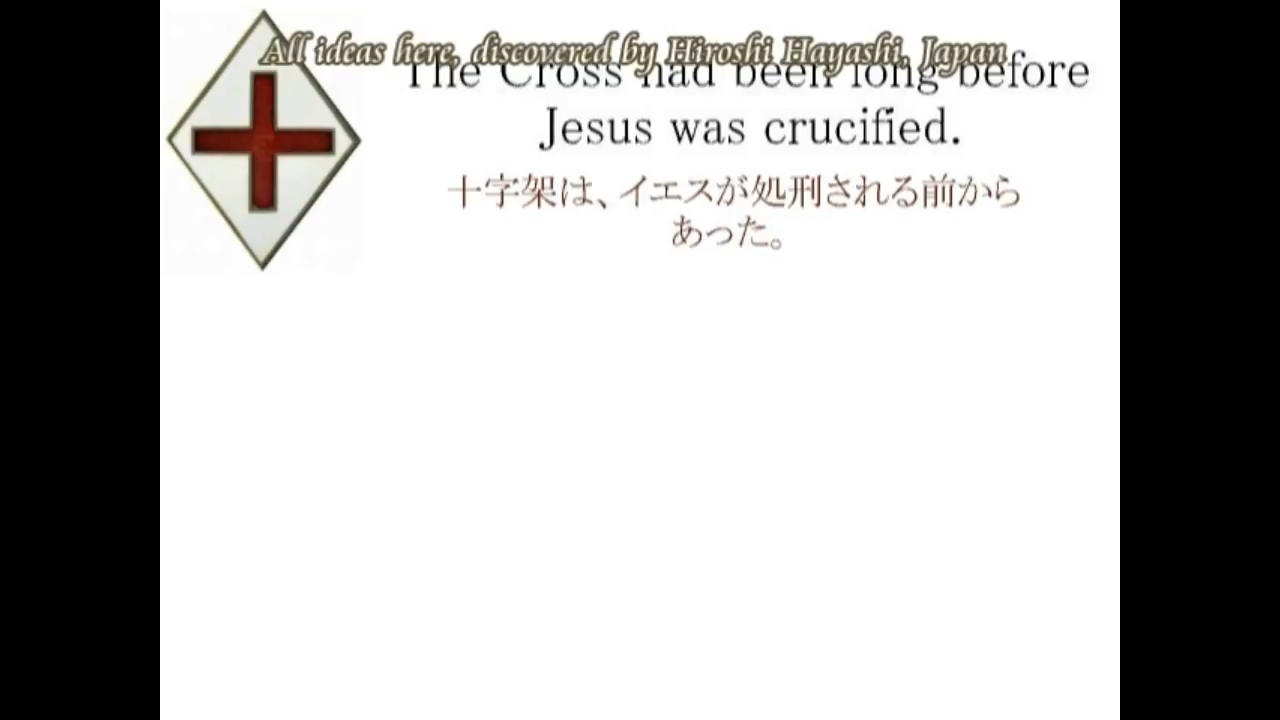 All ideas here, discovered by Hiroshi Hayashi, Japan
The Cross had been long before
Jesus was crucified.
十字架は、イエスが処刑される前から
あった。